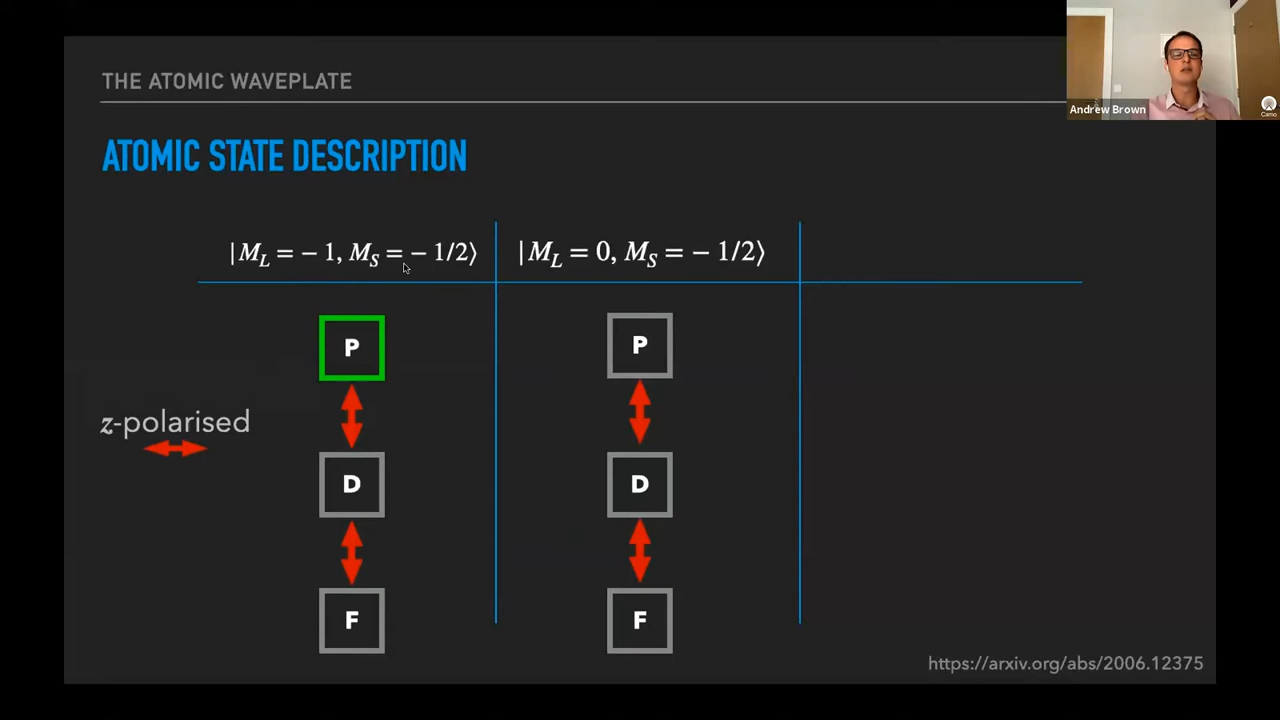 THE ATOMIC WAVEPLATE
Andrew Brown
Camo
ATOMIC STATE DESCRIPTION
|M_L = − 1, M_S = − 1/2⟩
|M_L = 0, M_S = − 1/2⟩
P
P
z-polarised
D
D
F
F
https://arxiv.org/abs/2006.12375